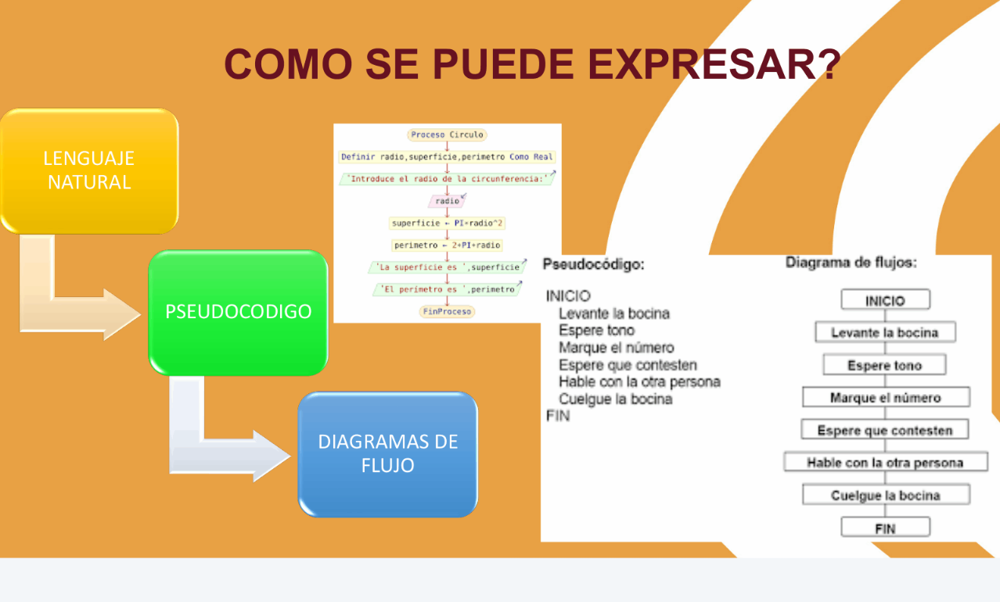 COMO SE PUEDE EXPRESAR?
LENGUAJE
NATURAL
PSEUDOCODIGO
DIAGRAMAS DE
FLUJO
Proceso Circulo
Definir radio,superficie,perimetro Como Real
'Introduce el radio de la circunferencia:'
radio
superficie ← PI*radio^2
perimetro ← 2*PI*radio
'La superficie es ',superficie
'El perímetro es ',perimetro
FinProceso
Pseudocódigo:
INICIO
Levante la bocina
Espere tono
Marque el número
Espere que contesten
Hable con la otra persona
Cuelgue la bocina
FIN
Diagrama de flujos:
INICIO
Levante la bocina
Espere tono
Marque el número
Espere que contesten
Hable con la otra persona
Cuelgue la bocina
FIN